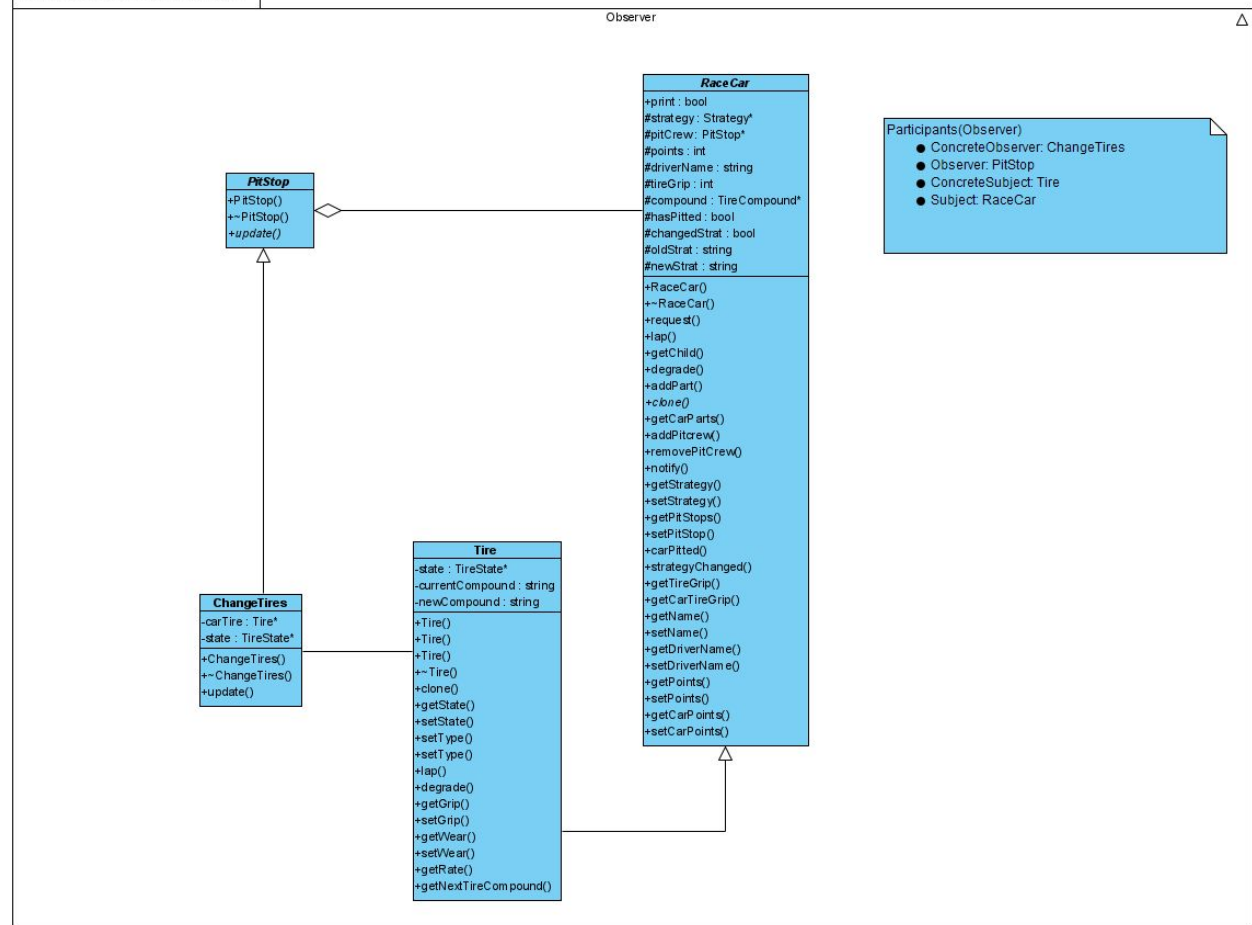 Observer
RaceCar
+print : bool
#strategy : Strategy*
#pitCrew : PitStop*
#points : int
#driverName : string
#tireGrip : int
#compound : TireCompound*
#hasPitted : bool
#changedStrat : bool
#oldStrat : string
#newStrat : string
+RaceCar()
+~RaceCar()
+request()
+lap()
+getChild()
+degrade()
+addPart()
+clone()
+getCarParts()
+addPitcrew()
+removePitCrew()
+notify()
+getStrategy()
+setStrategy()
+getPitStops()
+setPitStop()
+carPitted()
+strategyChanged()
+getTireGrip()
+getCarTireGrip()
+getName()
+setName()
+getDriverName()
+setDriverName()
+getPoints()
+setPoints()
+getCarPoints()
+setCarPoints()
Participants(Observer)
● ConcreteObserver: ChangeTires
● Observer: PitStop
● ConcreteSubject: Tire
● Subject: RaceCar
PitStop
+PitStop()
+~PitStop()
+update()
Tire
-state : TireState*
-currentCompound : string
-newCompound : string
+Tire()
+Tire()
+Tire()
+~Tire()
+clone()
+getState()
+setState()
+setType()
+setType()
+lap()
+degrade()
+getGrip()
+setGrip()
+getWear()
+setWear()
+getRate()
+getNextTireCompound()
ChangeTires
-carTire : Tire*
-state : TireState*
+ChangeTires()
+~ChangeTires()
+update()